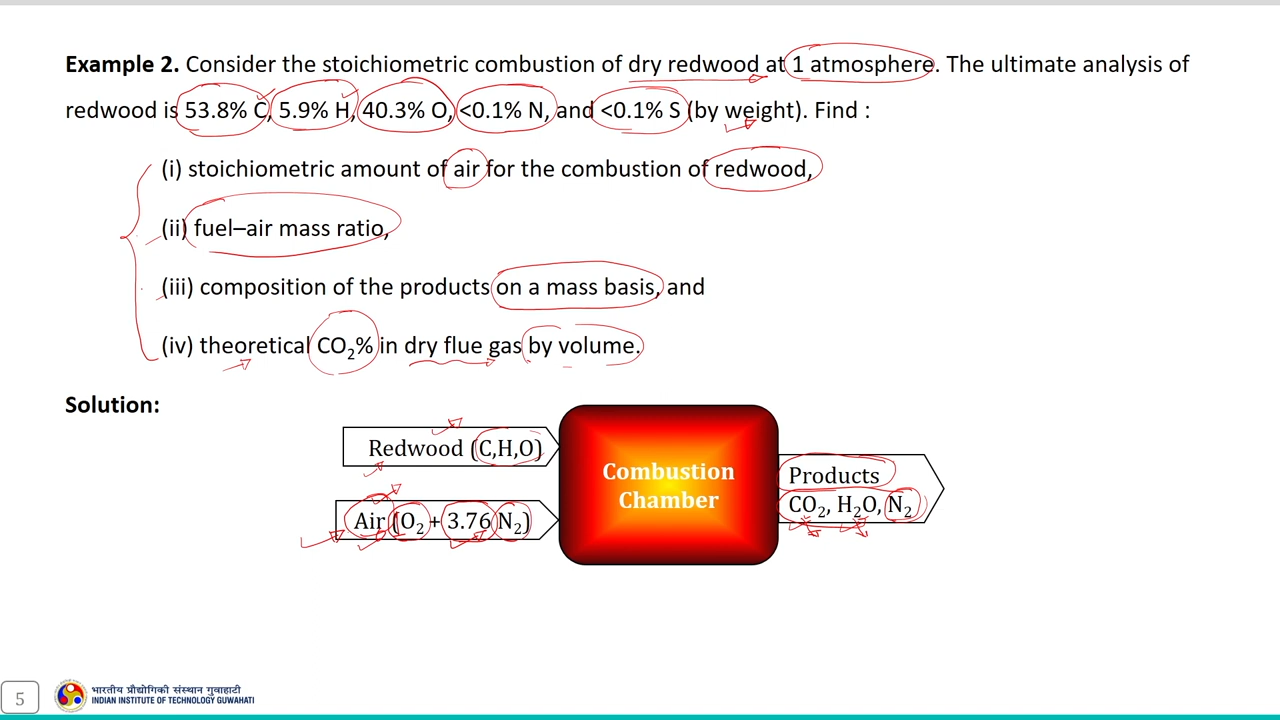 Example 2. Consider the stoichiometric combustion of dry redwood at 1 atmosphere. The ultimate analysis of
redwood is 53.8% C, 5.9% H, 40.3% O, <0.1% N, and <0.1% S (by weight). Find :
(i) stoichiometric amount of air for the combustion of redwood,
(ii) fuel–air mass ratio,
(iii) composition of the products on a mass basis, and
(iv) theoretical CO₂% in dry flue gas by volume.
Solution:
Redwood (C,H,O)
Air (O₂ + 3.76 N₂)
Combustion
Chamber
Products
CO₂, H₂O, N₂
5
भारतीय प्रौद्योगिकी संस्थान गुवाहाटी
INDIAN INSTITUTE OF TECHNOLOGY GUWAHATI